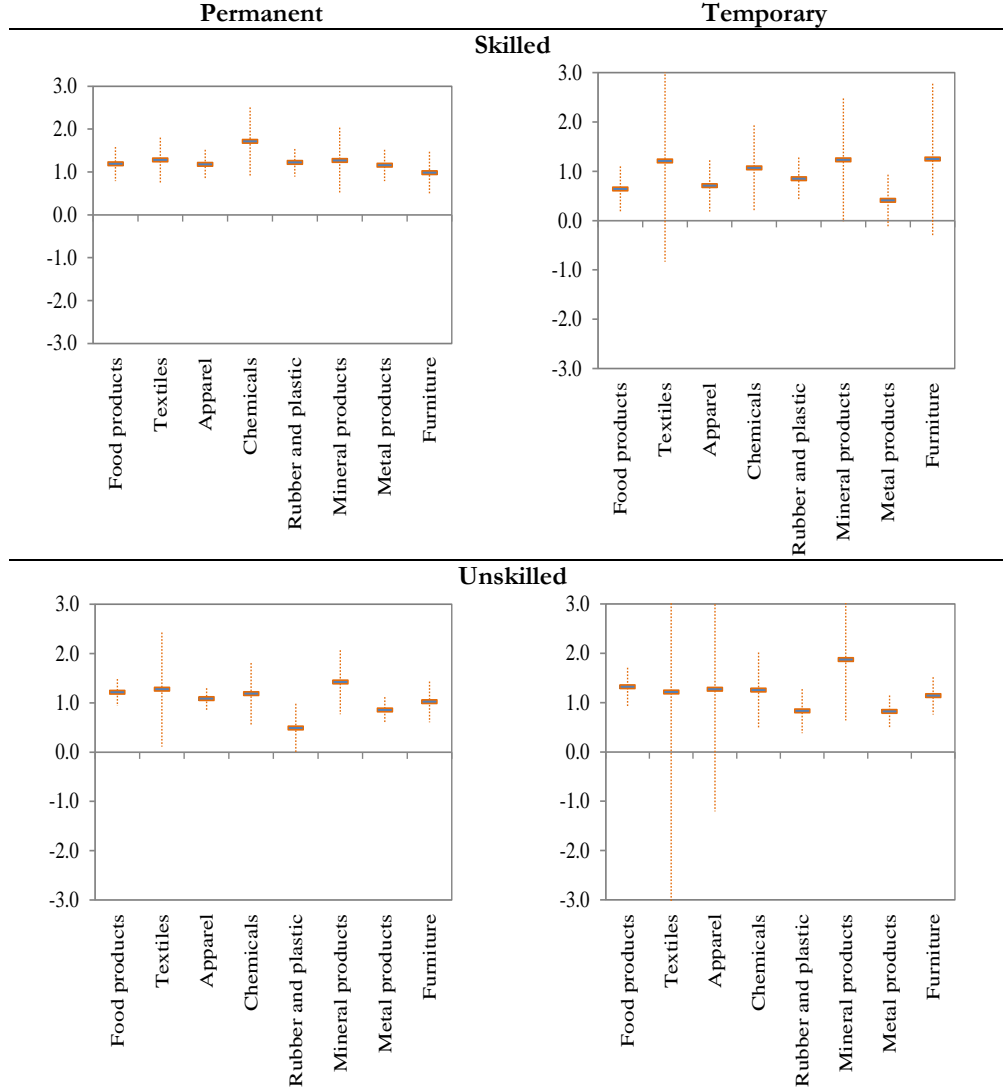 Permanent Temporary
Skilled
3.0
2.0
1.0
0.0
-1.0
-2.0
-3.0
Food products
Textiles
Apparel
Chemicals
Rubber and plastic
Mineral products
Metal products
Furniture
3.0
2.0
1.0
0.0
-1.0
-2.0
-3.0
Food products
Textiles
Apparel
Chemicals
Rubber and plastic
Mineral products
Metal products
Furniture
Unskilled
3.0
2.0
1.0
0.0
-1.0
-2.0
-3.0
Food products
Textiles
Apparel
Chemicals
Rubber and plastic
Mineral products
Metal products
Furniture
3.0
2.0
1.0
0.0
-1.0
-2.0
-3.0
Food products
Textiles
Apparel
Chemicals
Rubber and plastic
Mineral products
Metal products
Furniture